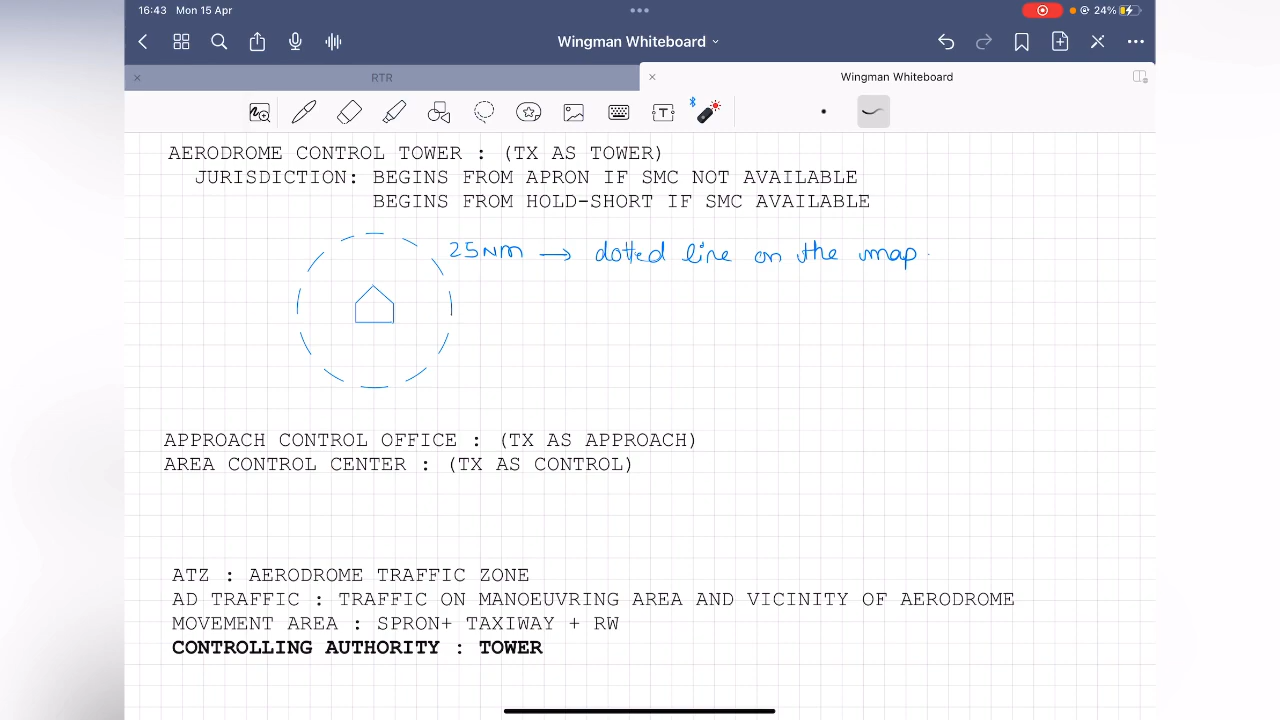 16:43 Mon 15 Apr 24%
Wingman Whiteboard
RTR Wingman Whiteboard
AERODROME CONTROL TOWER : (TX AS TOWER)
JURISDICTION: BEGINS FROM APRON IF SMC NOT AVAILABLE
BEGINS FROM HOLD-SHORT IF SMC AVAILABLE
25NM → dotted line on the map.
APPROACH CONTROL OFFICE : (TX AS APPROACH)
AREA CONTROL CENTER : (TX AS CONTROL)
ATZ : AERODROME TRAFFIC ZONE
AD TRAFFIC : TRAFFIC ON MANOEUVRING AREA AND VICINITY OF AERODROME
MOVEMENT AREA : SPRON+ TAXIWAY + RW
CONTROLLING AUTHORITY : TOWER